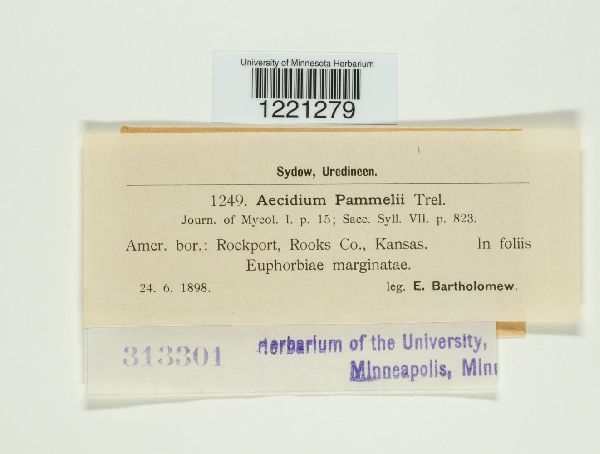 University of Minnesota Herbarium
1221279
Sydow, Uredineen.
1249. Aecidium Pammelii Trel.
Journ. of Mycol. I. p. 15; Sacc. Syll. VII. p. 823.
Amer. bor.: Rockport, Rooks Co., Kansas. In foliis
Euphorbiae marginatae.
24. 6. 1898. leg. E. Bartholomew.
313301 Herbarium of the University,
Minneapolis, Min